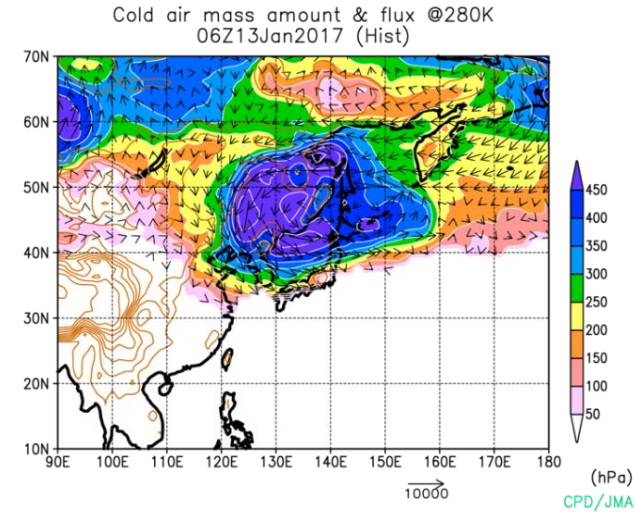 Cold air mass amount & flux @280K
06Z13Jan2017 (Hist)
70N
60N
50N
40N
30N
20N
10N
90E 100E 110E 120E 130E 140E 150E 160E 170E 180
450
400
350
300
250
200
150
100
50
(hPa)
10000
CPD/JMA